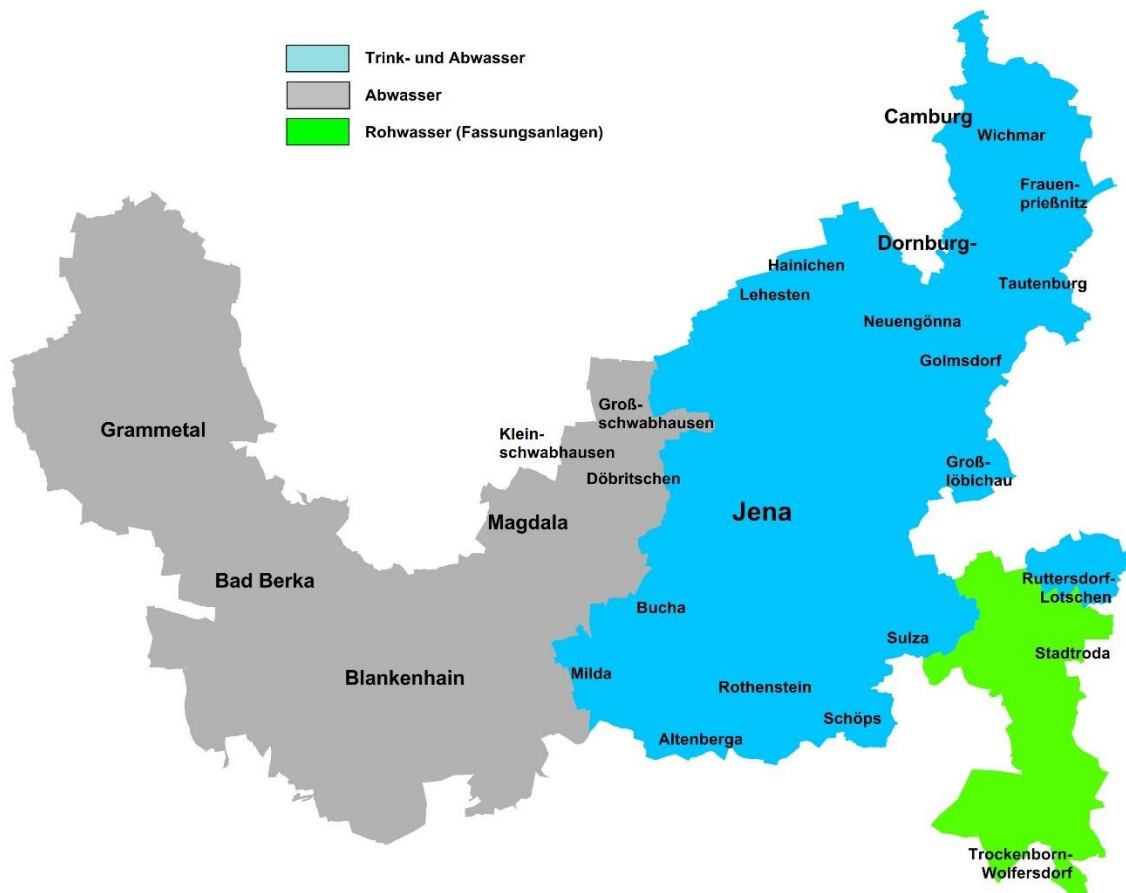 Trink- und Abwasser
Abwasser
Rohwasser (Fassungsanlagen)
Camburg
Wichmar
Frauen-
prießnitz
Dornburg-
Hainichen
Lehesten
Tautenburg
Neuengönna
Golmsdorf
Groß-
schwabhausen
Grammetal
Klein-
schwabhausen
Döbritschen
Groß-
löbichau
Magdala
Jena
Bad Berka
Ruttersdorf-
Lotschen
Bucha
Sulza
Stadtroda
Blankenhain
Milda
Rothenstein
Schöps
Altenberga
Trockenborn-
Wolfersdorf